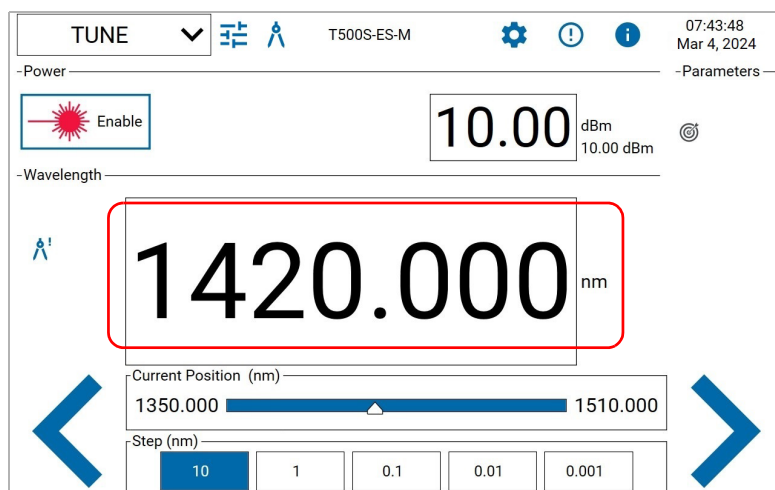 TUNE
T500S-ES-M
07:43:48
Mar 4, 2024
Power
Parameters
Enable
10.00
dBm
10.00 dBm
Wavelength
1420.000
nm
Current Position (nm)
1350.000
1510.000
Step (nm)
10 1 0.1 0.01 0.001